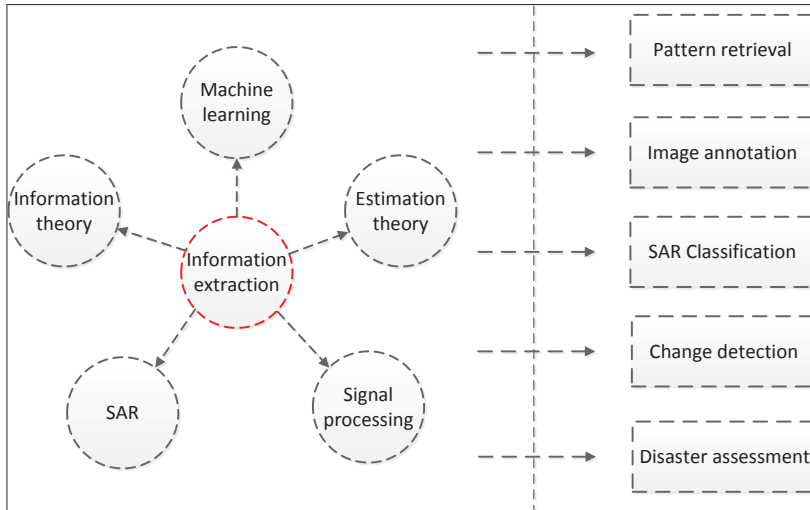 Machine
learning
Information
theory
Estimation
theory
Information
extraction
SAR
Signal
processing
Pattern retrieval
Image annotation
SAR Classification
Change detection
Disaster assessment